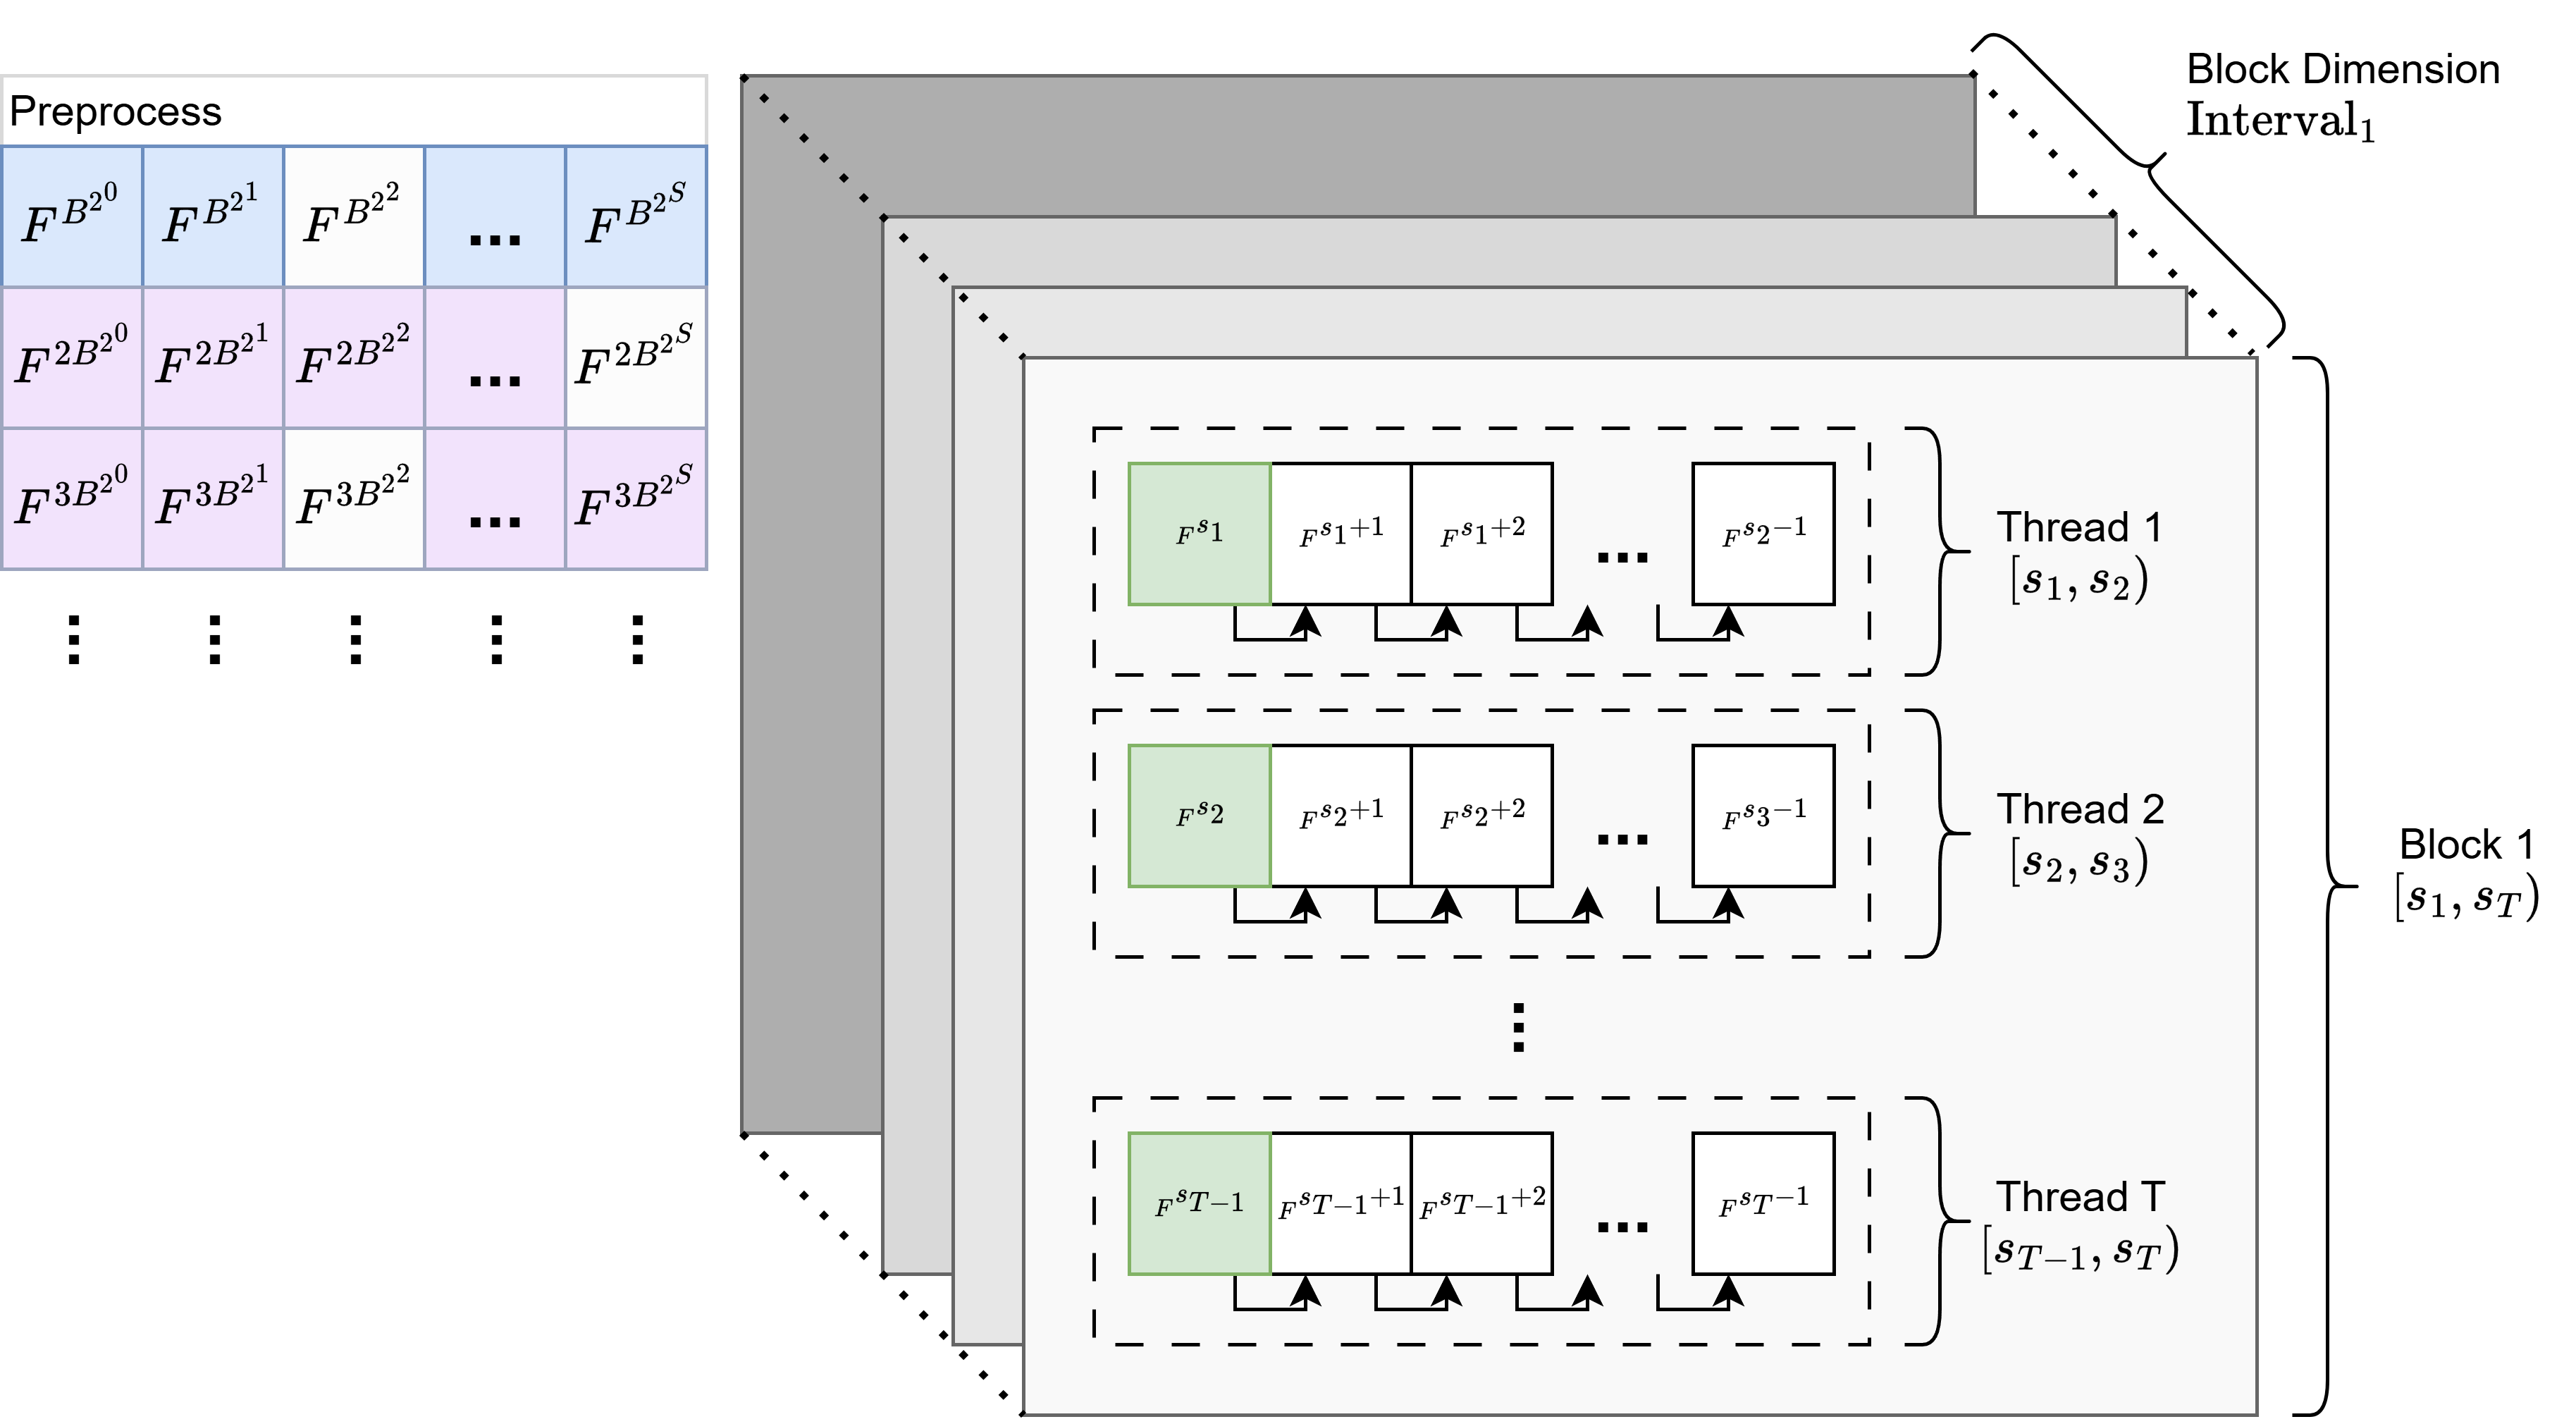 Block Dimension
Interval₁
Preprocess
F^{B^{2^0}} F^{B^{2^1}} F^{B^{2^2}} ... F^{B^{2^S}}
F^{2B^{2^0}} F^{2B^{2^1}} F^{2B^{2^2}} ... F^{2B^{2^S}}
F^{3B^{2^0}} F^{3B^{2^1}} F^{3B^{2^2}} ... F^{3B^{2^S}}
⋮ ⋮ ⋮ ⋮ ⋮
F^{s_1} F^{s_1+1} F^{s_1+2} ... F^{s_2-1}
Thread 1
[s_1, s_2)
F^{s_2} F^{s_2+1} F^{s_2+2} ... F^{s_3-1}
Thread 2
[s_2, s_3)
⋮
Block 1
[s_1, s_T)
F^{s_{T-1}} F^{s_{T-1}+1} F^{s_{T-1}+2} ... F^{s_T-1}
Thread T
[s_{T-1}, s_T)